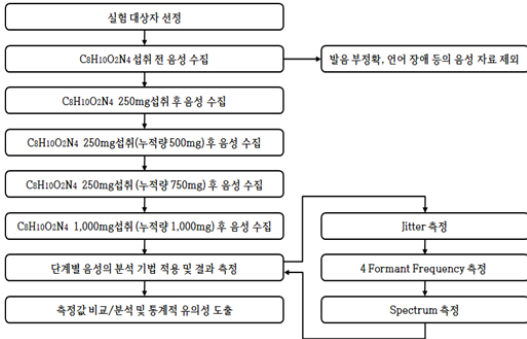 실험 대상자 선정
C8H10O2N4 섭취 전 음성 수집
발음 부정확, 언어 장애 등의 음성 자료 제외
C8H10O2N4 250mg섭취 후 음성 수집
C8H10O2N4 250mg섭취(누적량 500mg) 후 음성 수집
C8H10O2N4 250mg섭취 (누적량 750mg) 후 음성 수집
C8H10O2N4 1,000mg섭취 (누적량 1,000mg) 후 음성 수집
단계별 음성의 분석 기법 적용 및 결과 측정
측정값 비교/분석 및 통계적 유의성 도출
Jitter 측정
4 Formant Frequency 측정
Spectrum 측정